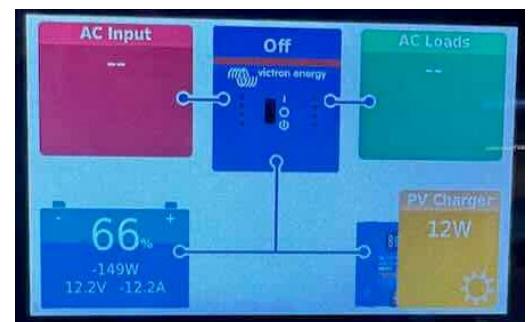 AC Input
--
Off
victron energy
I
AC Loads
--
- +
66%
-149W
12.2V -12.2A
PV Charger
12W